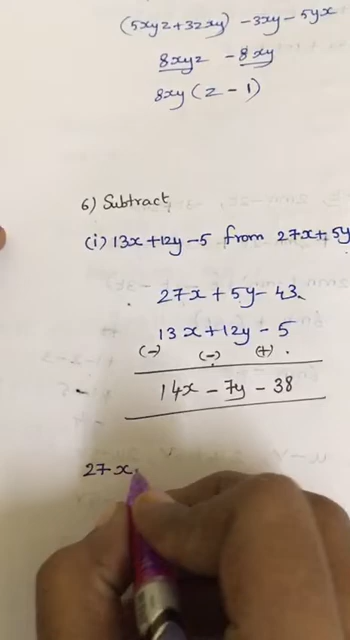 (5xyz+3zxy) -3xy-5yx
8xyz -8xy
8xy(z-1)
6) Subtract
(i) 13x+12y-5 from 27x+5y
27x+5y-43
13x+12y-5
(-) (-) (+)
14x-7y-38
27x